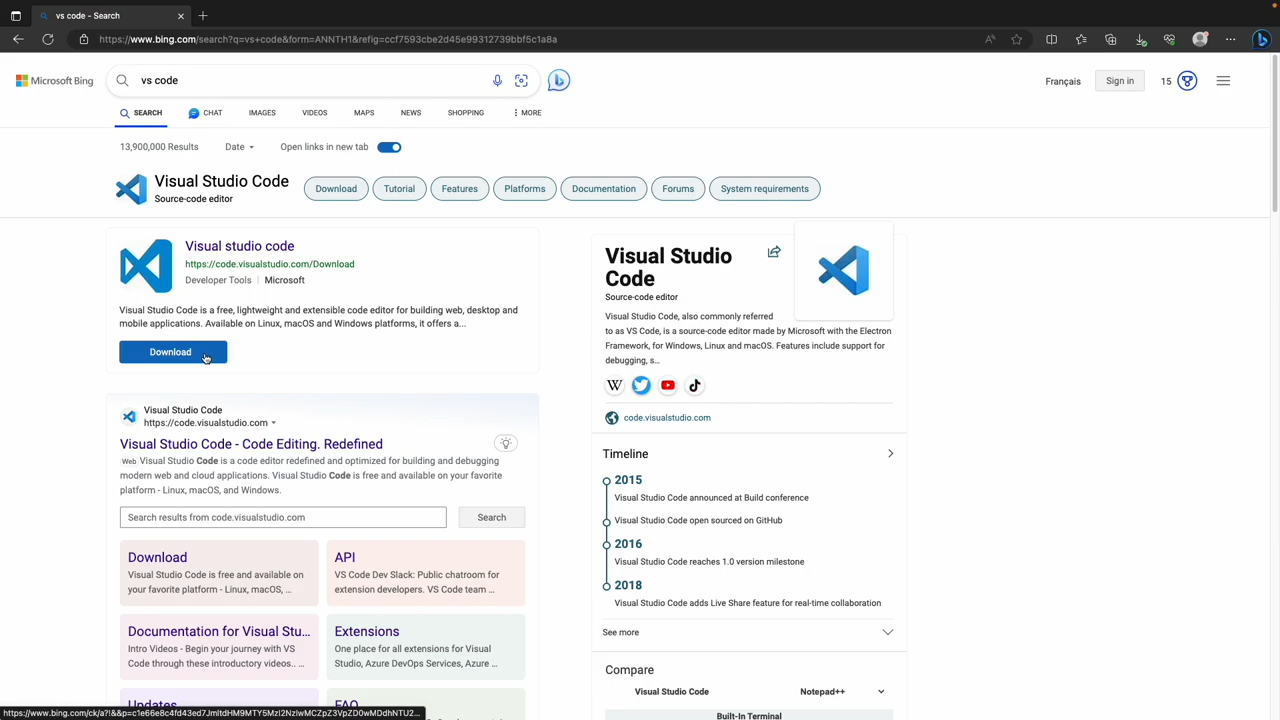 vs code - Search
https://www.bing.com/search?q=vs+code&form=ANNTH1&refig=ccf7593cbe2d45e99312739bbf5c1a8a
Microsoft Bing
vs code
Français
Sign in
15
SEARCH
CHAT
IMAGES
VIDEOS
MAPS
NEWS
SHOPPING
MORE
13,900,000 Results
Date
Open links in new tab
Visual Studio Code
Source-code editor
Download
Tutorial
Features
Platforms
Documentation
Forums
System requirements
Visual studio code
https://code.visualstudio.com/Download
Developer Tools | Microsoft
Visual Studio Code is a free, lightweight and extensible code editor for building web, desktop and
mobile applications. Available on Linux, macOS and Windows platforms, it offers a...
Download
Visual Studio Code
https://code.visualstudio.com
Visual Studio Code - Code Editing. Redefined
Web Visual Studio Code is a code editor redefined and optimized for building and debugging
modern web and cloud applications. Visual Studio Code is free and available on your favorite
platform - Linux, macOS, and Windows.
Search results from code.visualstudio.com
Search
Download
Visual Studio Code is free and available on
your favorite platform - Linux, macOS, ...
API
VS Code Dev Slack: Public chatroom for
extension developers. VS Code team ...
Documentation for Visual Stu...
Intro Videos - Begin your journey with VS
Code through these introductory videos.. ...
Extensions
One place for all extensions for Visual
Studio, Azure DevOps Services, Azure ...
Updates
FAQ
Visual Studio
Code
Source-code editor
Visual Studio Code, also commonly referred
to as VS Code, is a source-code editor made by Microsoft with the Electron
Framework, for Windows, Linux and macOS. Features include support for
debugging, s...
W
code.visualstudio.com
Timeline
2015
Visual Studio Code announced at Build conference
Visual Studio Code open sourced on GitHub
2016
Visual Studio Code reaches 1.0 version milestone
2018
Visual Studio Code adds Live Share feature for real-time collaboration
See more
Compare
Visual Studio Code
Notepad++
Built-In Terminal